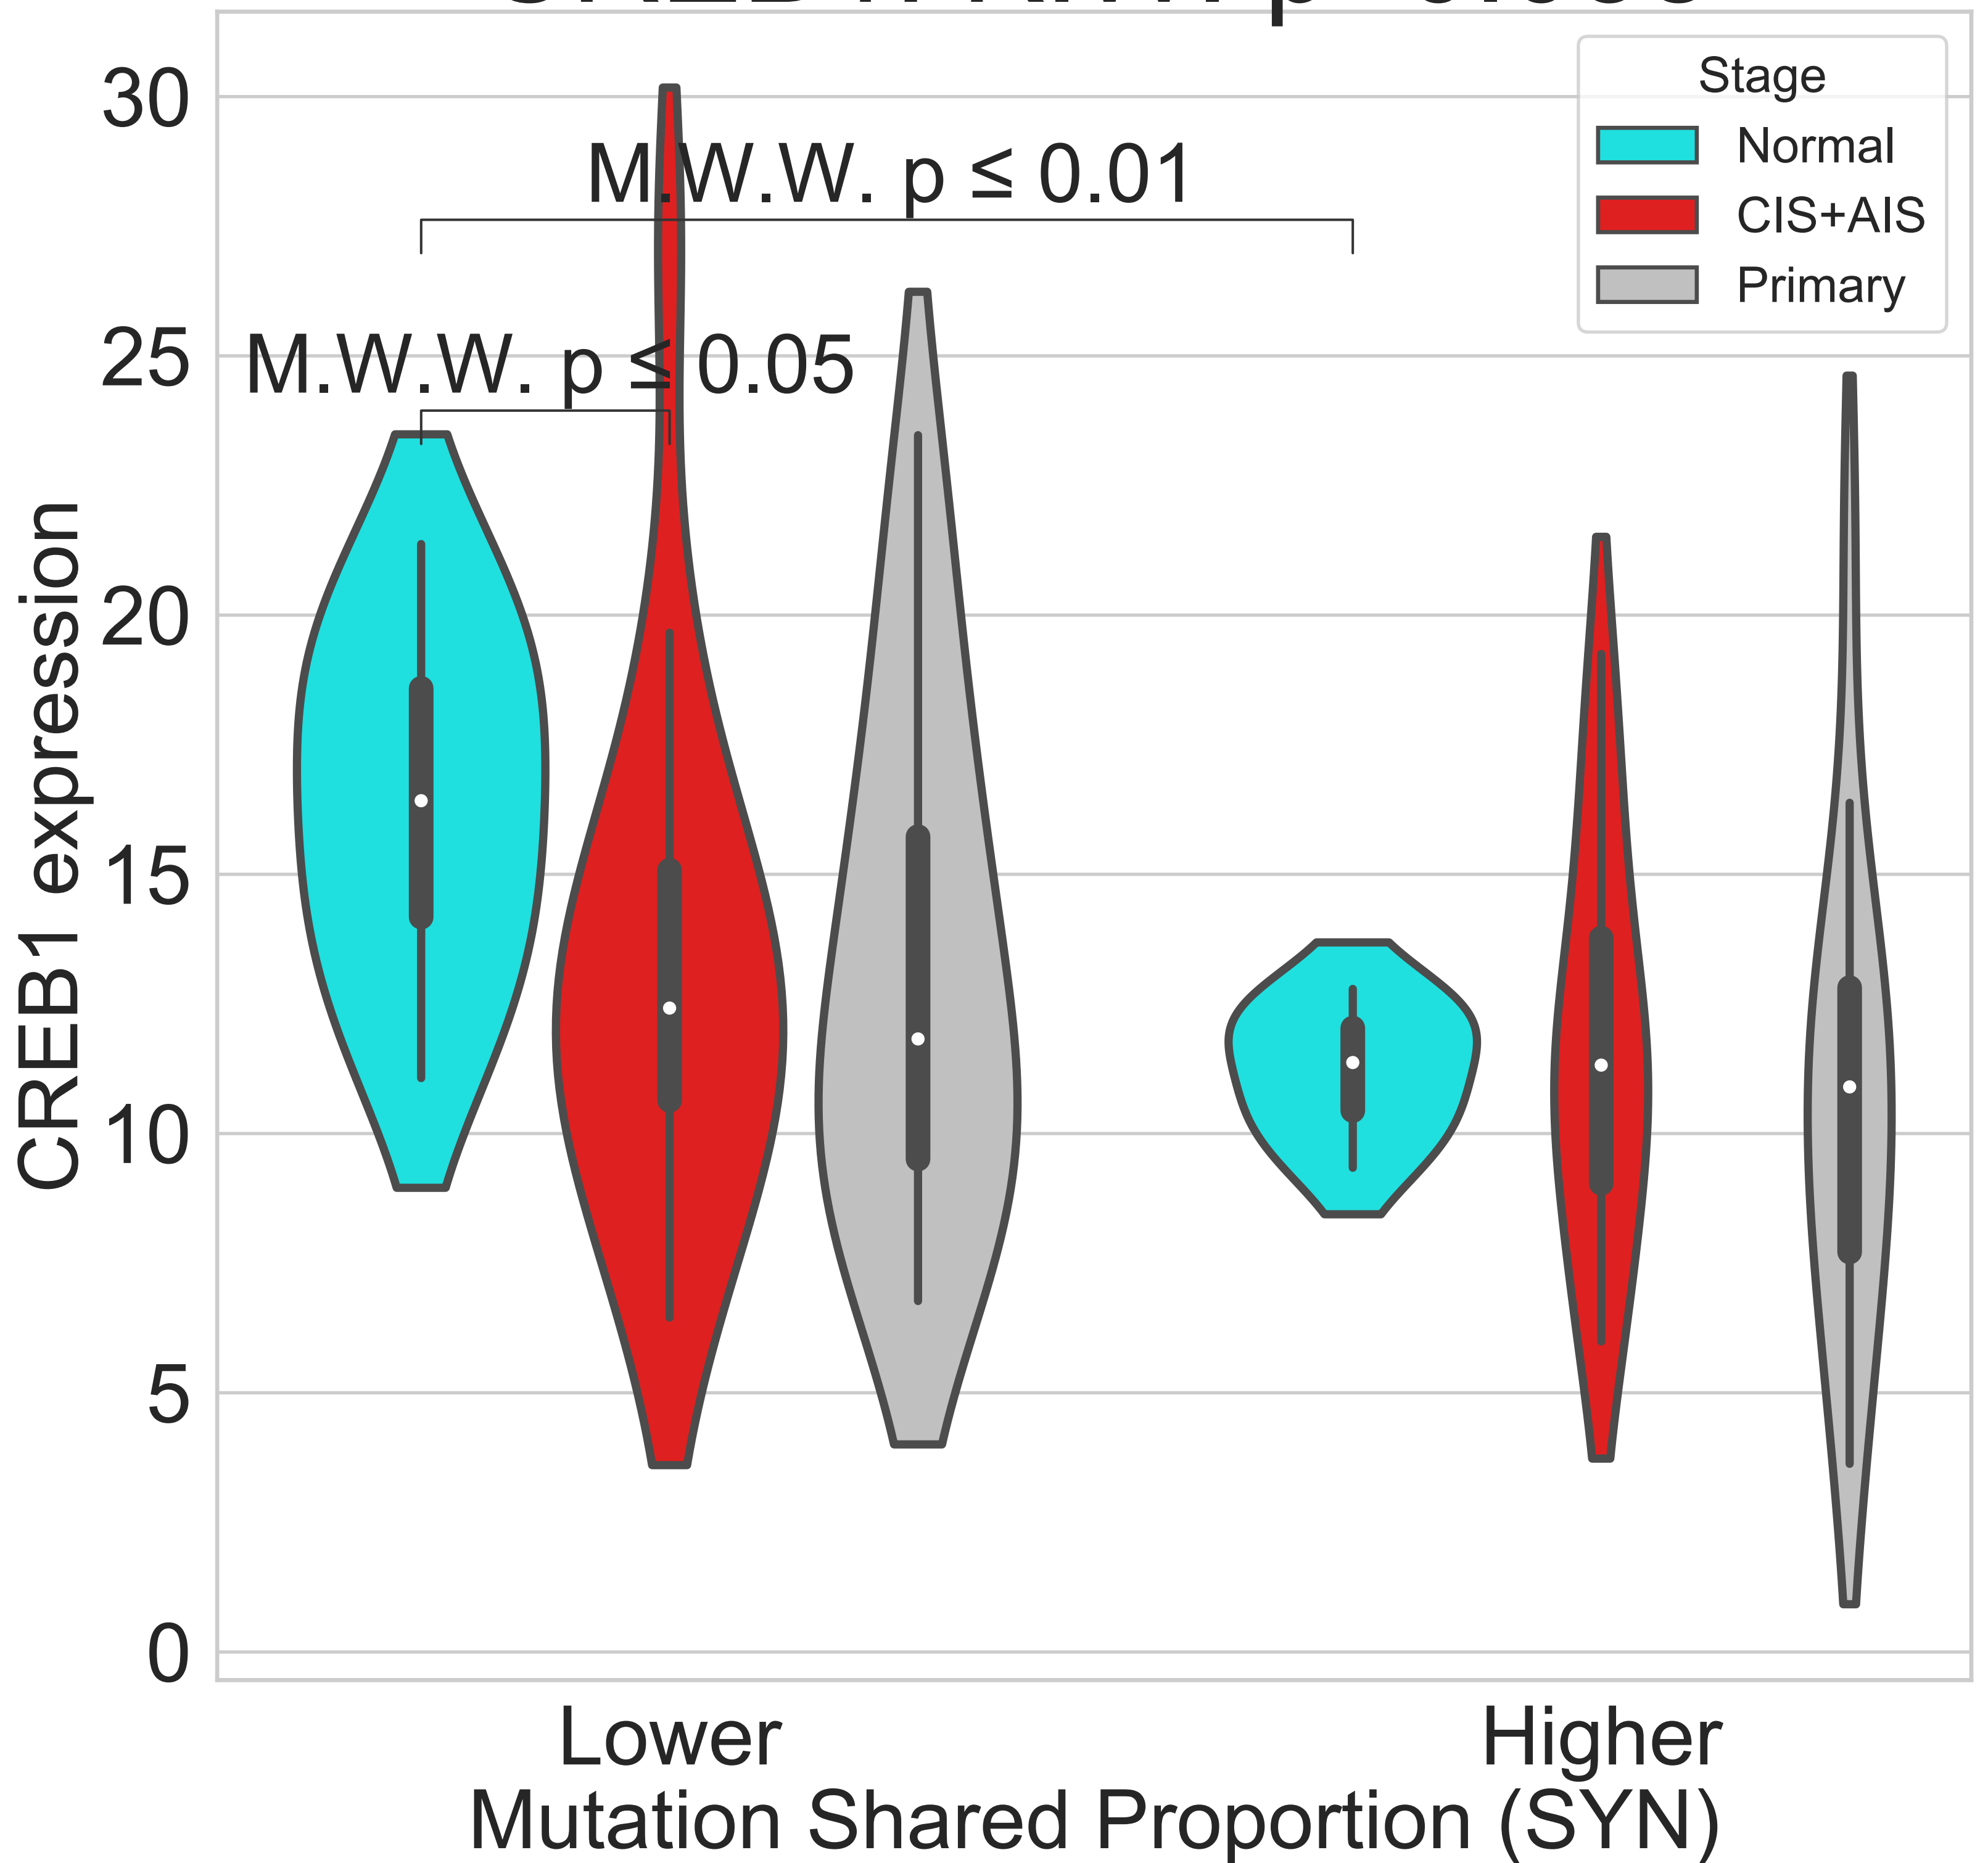 Stage
Normal
CIS+AIS
Primary
M.W.W. p ≤ 0.01
M.W.W. p ≤ 0.05
30
25
20
15
10
5
0
CREB1 expression
Lower
Higher
Mutation Shared Proportion (SYN)